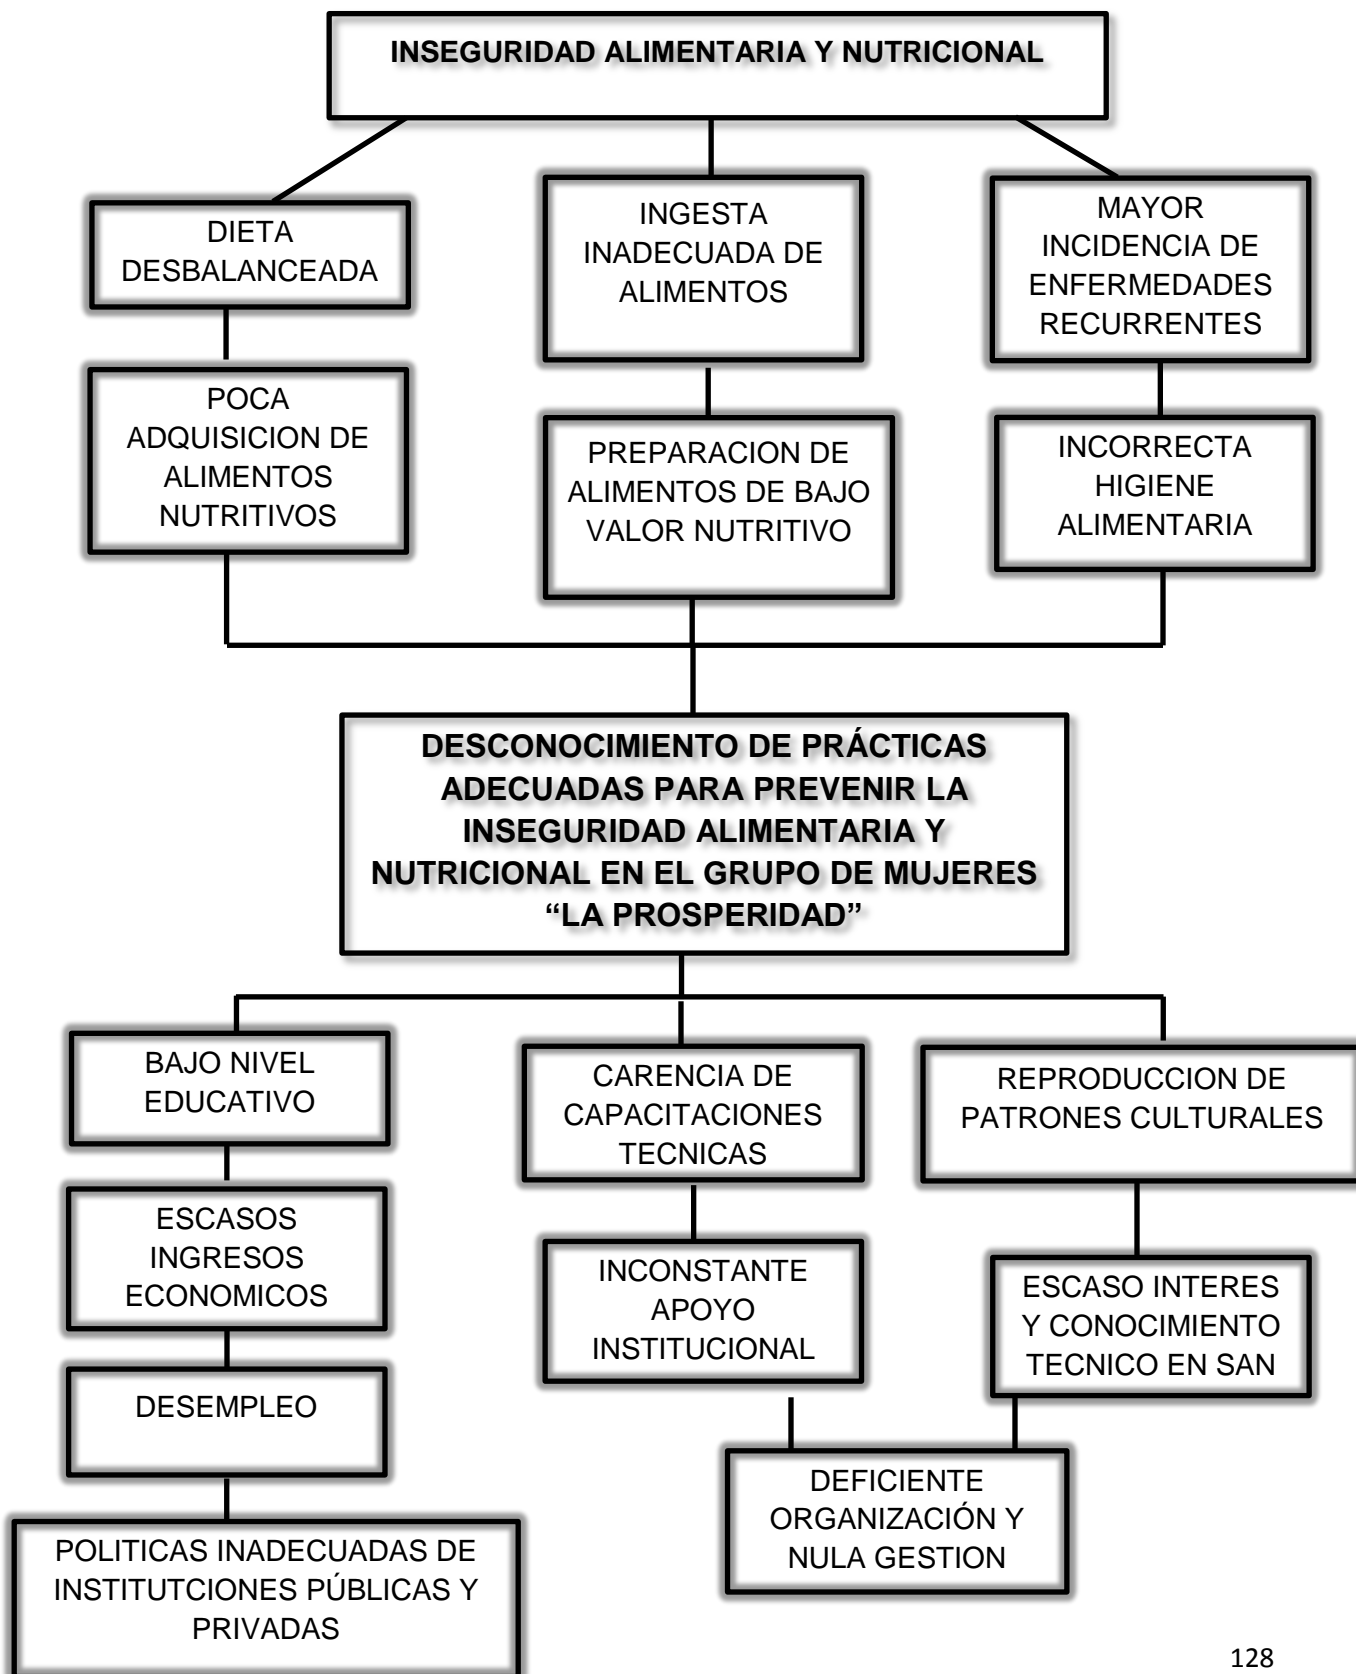 INSEGURIDAD ALIMENTARIA Y NUTRICIONAL
DIETA
DESBALANCEADA
INGESTA
INADECUADA DE
ALIMENTOS
MAYOR
INCIDENCIA DE
ENFERMEDADES
RECURRENTES
POCA
ADQUISICION DE
ALIMENTOS
NUTRITIVOS
PREPARACION DE
ALIMENTOS DE BAJO
VALOR NUTRITIVO
INCORRECTA
HIGIENE
ALIMENTARIA
DESCONOCIMIENTO DE PRÁCTICAS
ADECUADAS PARA PREVENIR LA
INSEGURIDAD ALIMENTARIA Y
NUTRICIONAL EN EL GRUPO DE MUJERES
“LA PROSPERIDAD”
BAJO NIVEL
EDUCATIVO
CARENCIA DE
CAPACITACIONES
TECNICAS
REPRODUCCION DE
PATRONES CULTURALES
ESCASOS
INGRESOS
ECONOMICOS
INCONSTANTE
APOYO
INSTITUCIONAL
ESCASO INTERES
Y CONOCIMIENTO
TECNICO EN SAN
DESEMPLEO
DEFICIENTE
ORGANIZACIÓN Y
NULA GESTION
POLITICAS INADECUADAS DE
INSTITUTCIONES PÚBLICAS Y
PRIVADAS
128